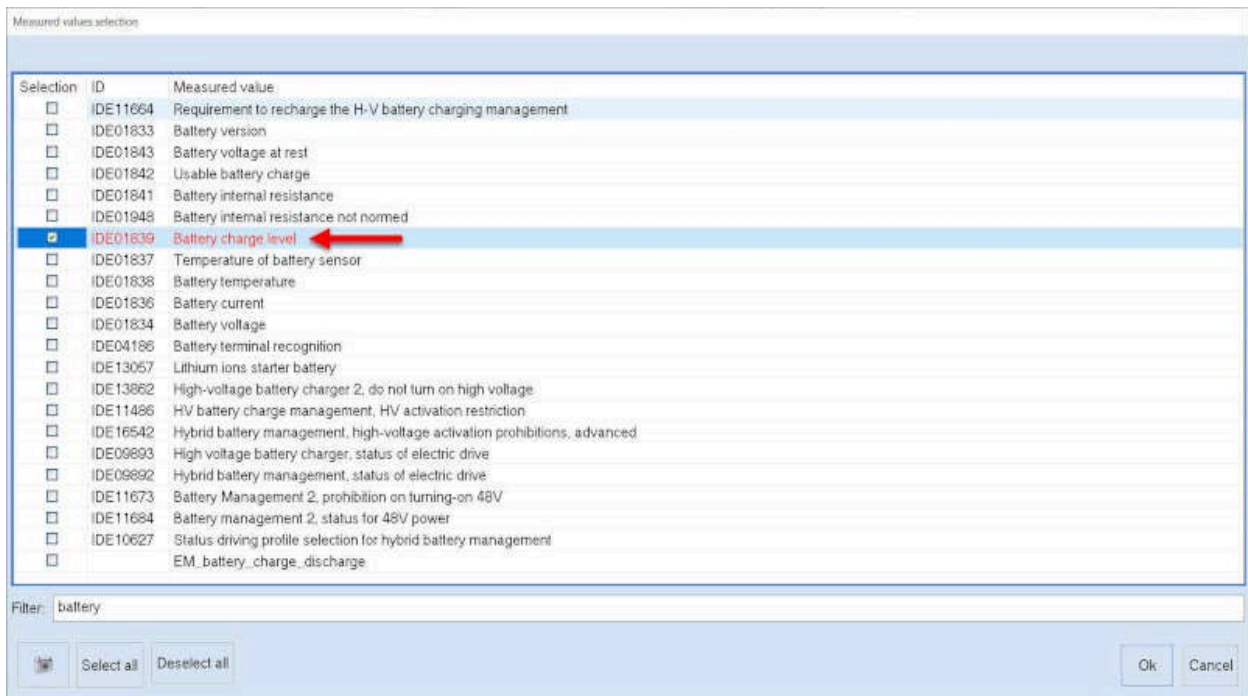 Measured values selection
Selection ID Measured value
IDE11664 Requirement to recharge the H-V battery charging management
IDE01833 Battery version
IDE01843 Battery voltage at rest
IDE01842 Usable battery charge
IDE01841 Battery internal resistance
IDE01948 Battery internal resistance not normed
IDE01839 Battery charge level
IDE01837 Temperature of battery sensor
IDE01838 Battery temperature
IDE01836 Battery current
IDE01834 Battery voltage
IDE04186 Battery terminal recognition
IDE13057 Lithium ions starter battery
IDE13862 High-voltage battery charger 2, do not turn on high voltage
IDE11486 HV battery charge management, HV activation restriction
IDE16542 Hybrid battery management, high-voltage activation prohibitions, advanced
IDE09893 High voltage battery charger, status of electric drive
IDE09892 Hybrid battery management, status of electric drive
IDE11673 Battery Management 2, prohibition on turning-on 48V
IDE11684 Battery management 2, status for 48V power
IDE10627 Status driving profile selection for hybrid battery management
EM_battery_charge_discharge
Filter: battery
Select all Deselect all Ok Cancel